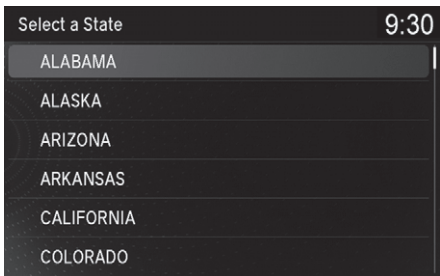 Select a State 9:30
ALABAMA
ALASKA
ARIZONA
ARKANSAS
CALIFORNIA
COLORADO